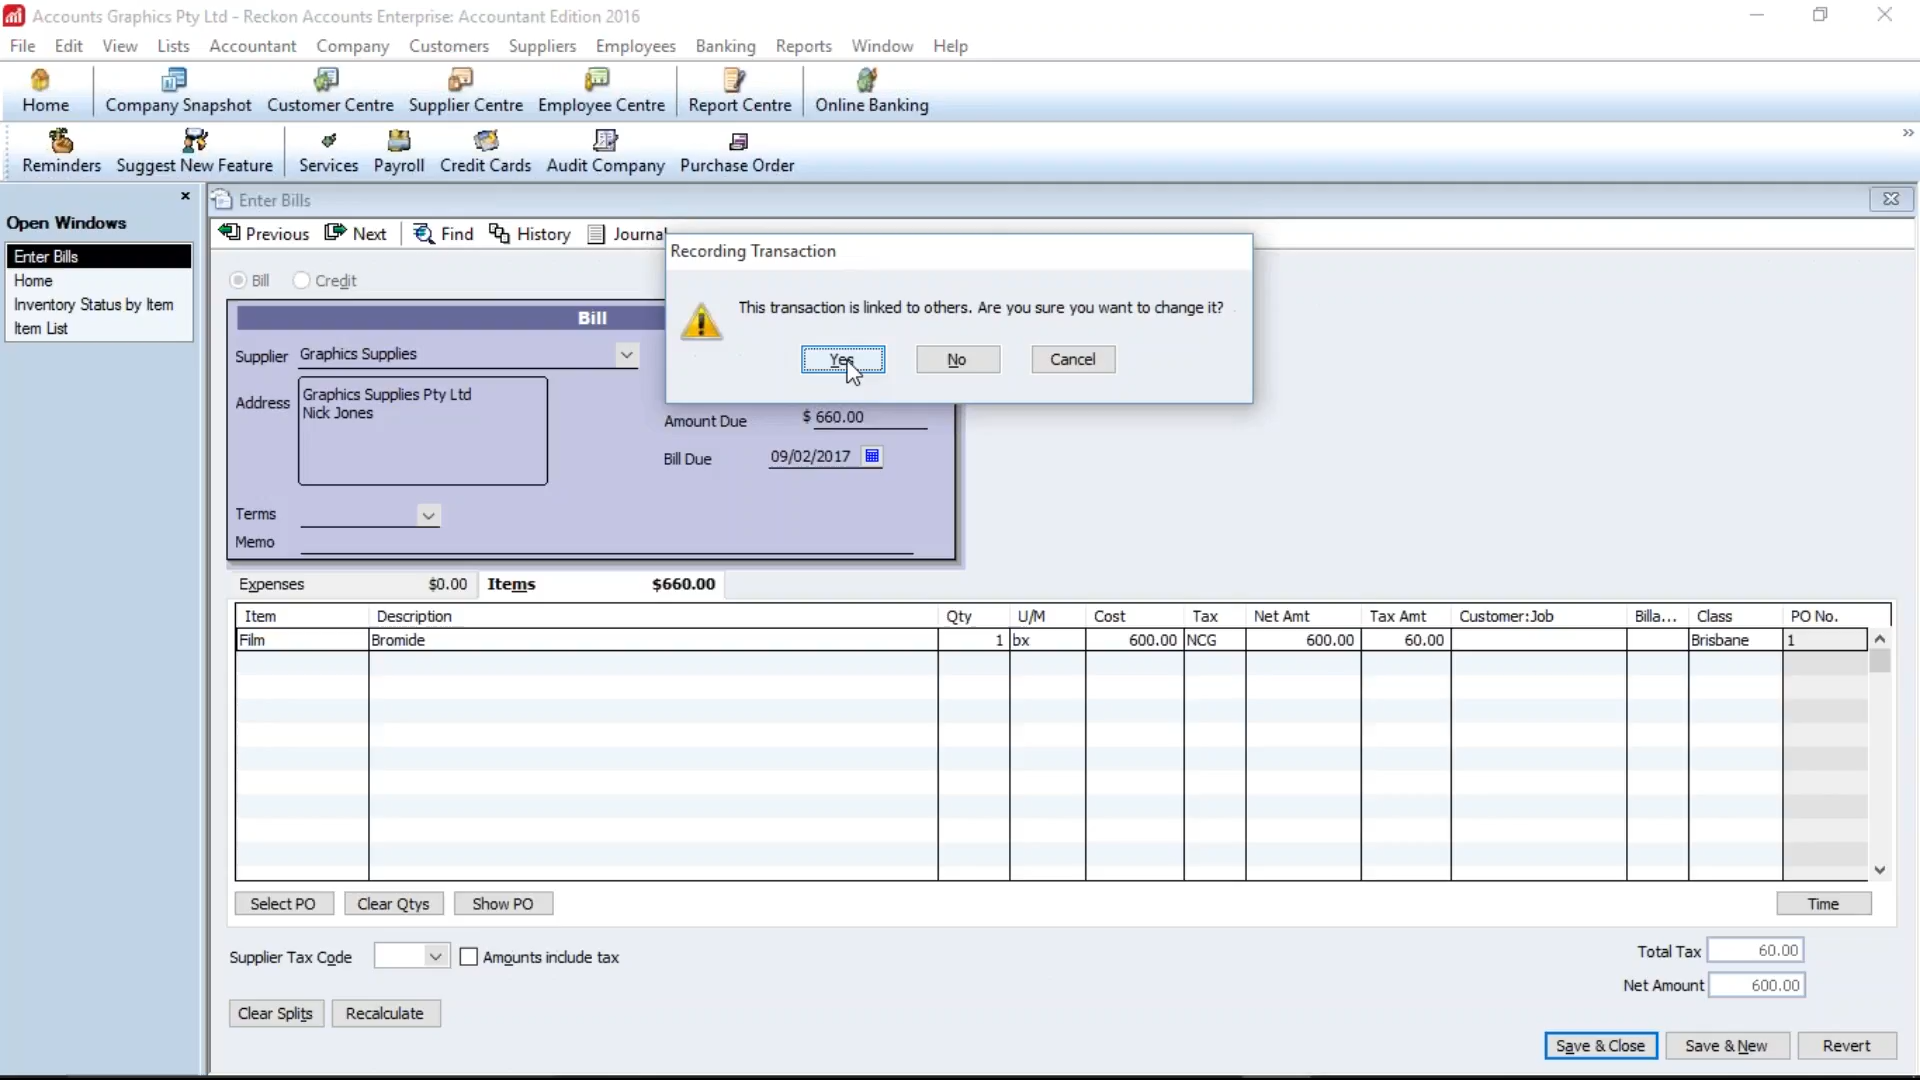 Accounts Graphics Pty Ltd - Reckon Accounts Enterprise: Accountant Edition 2016
File Edit View Lists Accountant Company Customers Suppliers Employees Banking Reports Window Help
Home Company Snapshot Customer Centre Supplier Centre Employee Centre Report Centre Online Banking
Reminders Suggest New Feature Services Payroll Credit Cards Audit Company Purchase Order
Open Windows
Enter Bills
Home
Inventory Status by Item
Item List
Enter Bills
Previous Next Find History Journal
Recording Transaction
This transaction is linked to others. Are you sure you want to change it?
Yes No Cancel
Bill Credit
Bill
Supplier Graphics Supplies
Address Graphics Supplies Pty Ltd
Nick Jones
Amount Due $ 660.00
Bill Due 09/02/2017
Terms
Memo
Expenses $0.00 Items $660.00
Item Description Qty U/M Cost Tax Net Amt Tax Amt Customer:Job Billa... Class PO No.
Film Bromide 1 bx 600.00 NCG 600.00 60.00 Brisbane 1
Select PO Clear Qtys Show PO Time
Supplier Tax Code Amounts include tax
Total Tax 60.00
Net Amount 600.00
Clear Splits Recalculate
Save & Close Save & New Revert